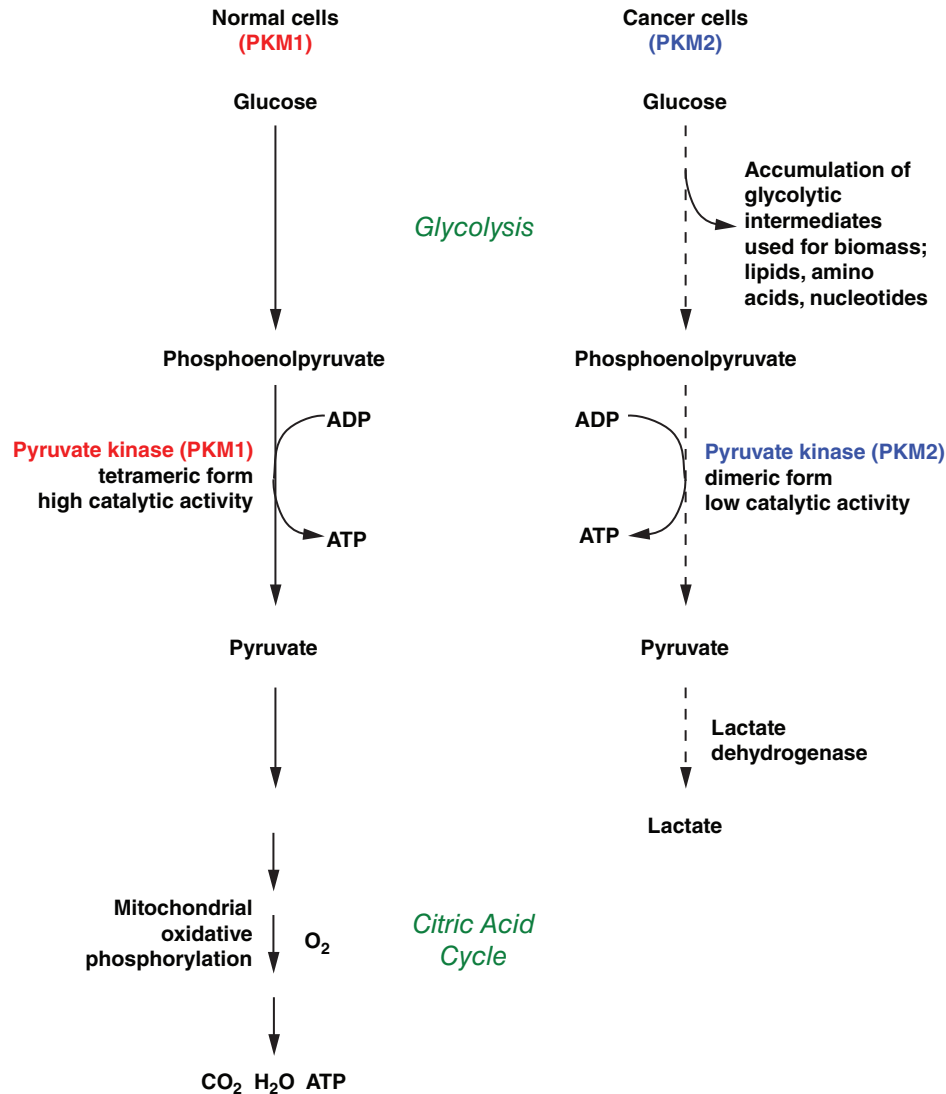 Normal cells
(PKM1)
Cancer cells
(PKM2)
Glucose
Glucose
Accumulation of
glycolytic
intermediates
used for biomass;
lipids, amino
acids, nucleotides
Glycolysis
Phosphoenolpyruvate
Phosphoenolpyruvate
ADP
ADP
Pyruvate kinase (PKM1)
tetrameric form
high catalytic activity
Pyruvate kinase (PKM2)
dimeric form
low catalytic activity
ATP
ATP
Pyruvate
Pyruvate
Lactate
dehydrogenase
Lactate
Mitochondrial
oxidative
phosphorylation
O₂
Citric Acid
Cycle
CO₂ H₂O ATP